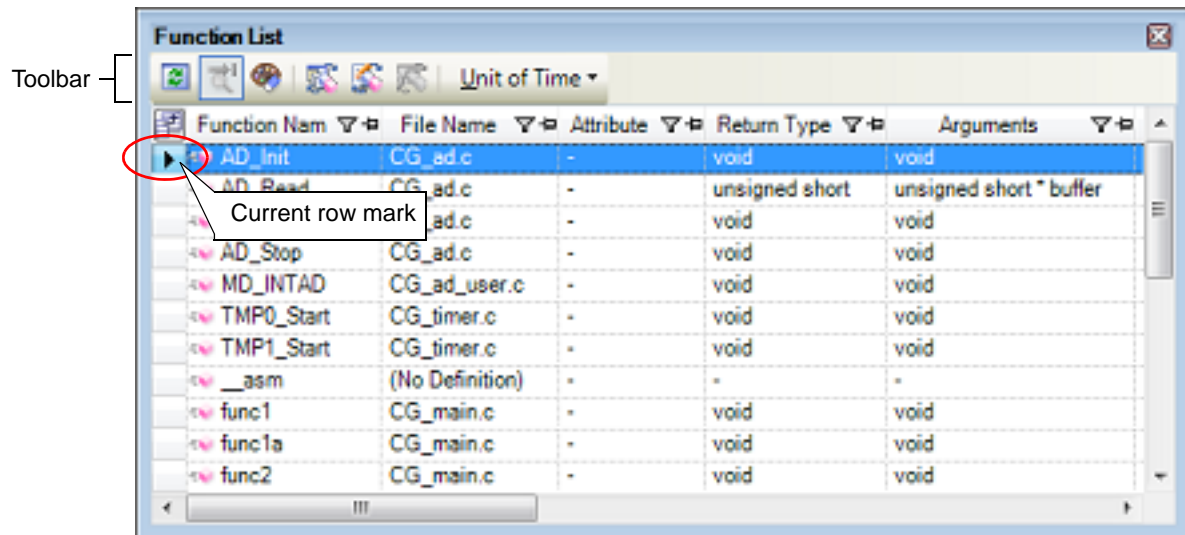 Function List
Toolbar
Unit of Time
Function Nam File Name Attribute Return Type Arguments
AD_Init CG_ad.c - void void
AD_Read CG_ad.c - unsigned short unsigned short * buffer
Current row mark
_ad.c - void void
AD_Stop CG_ad.c - void void
MD_INTAD CG_ad_user.c - void void
TMP0_Start CG_timer.c - void void
TMP1_Start CG_timer.c - void void
__asm (No Definition) - - -
func1 CG_main.c - void void
func1a CG_main.c - void void
func2 CG_main.c - void void